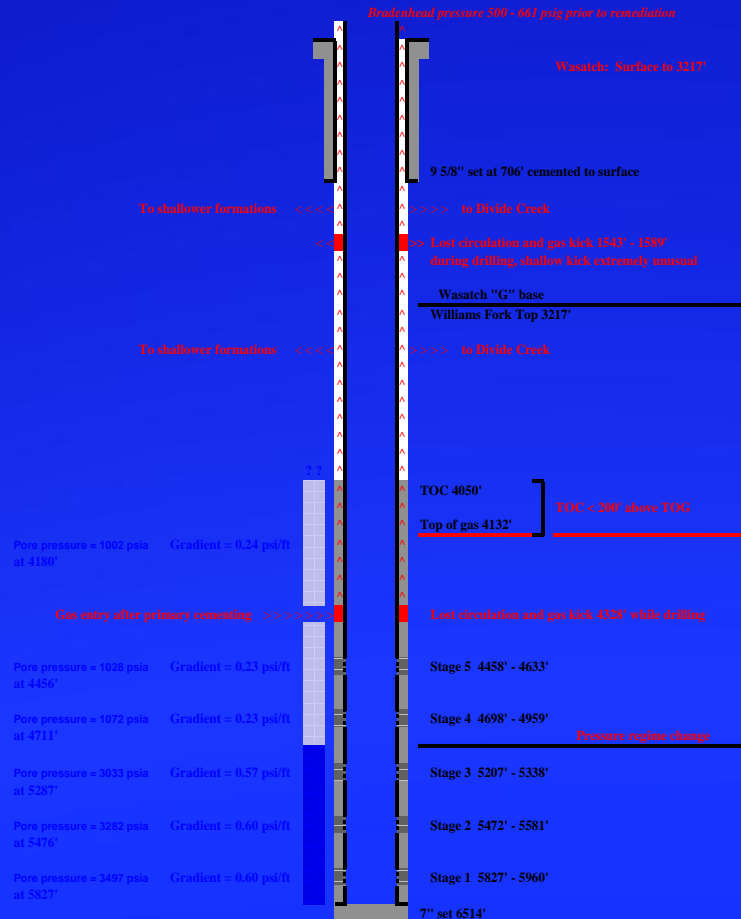 Bradenhead pressure 500 - 661 psig prior to remediation
Wasatch: Surface to 3217'
9 5/8" set at 706' cemented to surface
To shallower formations < < < < > > > > to Divide Creek
< < >> Lost circulation and gas kick 1543' - 1589'
during drilling, shallow kick extremely unusual
Wasatch "G" base
Williams Fork Top 3217'
To shallower formations < < < < > > > > to Divide Creek
? ?
TOC 4050'
TOC < 200' above TOG
Top of gas 4132'
Pore pressure = 1002 psia Gradient = 0.24 psi/ft
at 4180'
Gas entry after primary cementing > > > > > > > Lost circulation and gas kick 4328' while drilling
Pore pressure = 1028 psia Gradient = 0.23 psi/ft Stage 5 4458' - 4633'
at 4456'
Pore pressure = 1072 psia Gradient = 0.23 psi/ft Stage 4 4698' - 4959'
at 4711'
Pressure regime change
Pore pressure = 3033 psia Gradient = 0.57 psi/ft Stage 3 5207' - 5338'
at 5287'
Pore pressure = 3282 psia Gradient = 0.60 psi/ft Stage 2 5472' - 5581'
at 5476'
Pore pressure = 3497 psia Gradient = 0.60 psi/ft Stage 1 5827' - 5960'
at 5827'
7" set 6514'